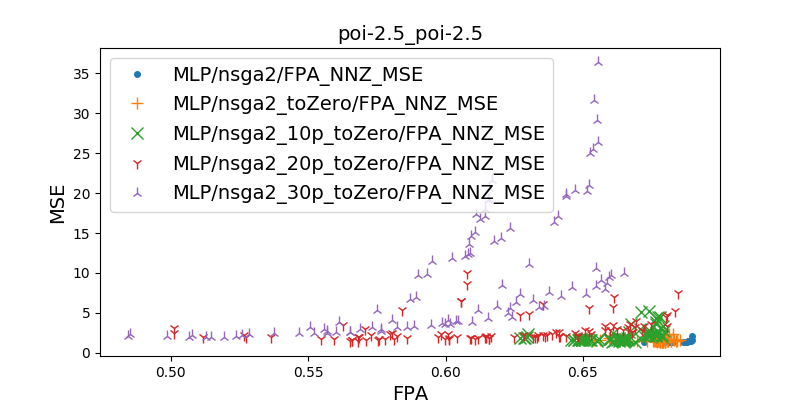 poi-2.5_poi-2.5
MLP/nsga2/FPA_NNZ_MSE
MLP/nsga2_toZero/FPA_NNZ_MSE
MLP/nsga2_10p_toZero/FPA_NNZ_MSE
MLP/nsga2_20p_toZero/FPA_NNZ_MSE
MLP/nsga2_30p_toZero/FPA_NNZ_MSE
MSE
35
30
25
20
15
10
5
0
0.50 0.55 0.60 0.65
FPA